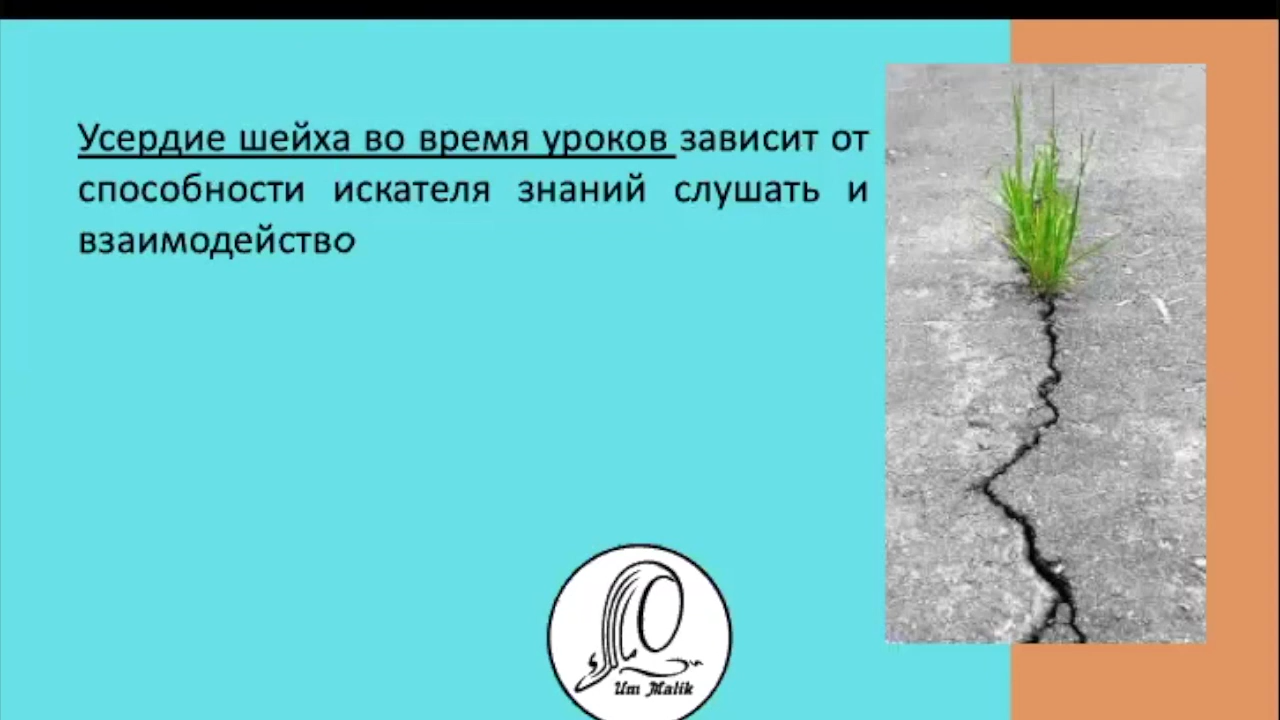 Усердие шейха во время уроков зависит от
способности искателя знаний слушать и
взаимодейство
Um Malik